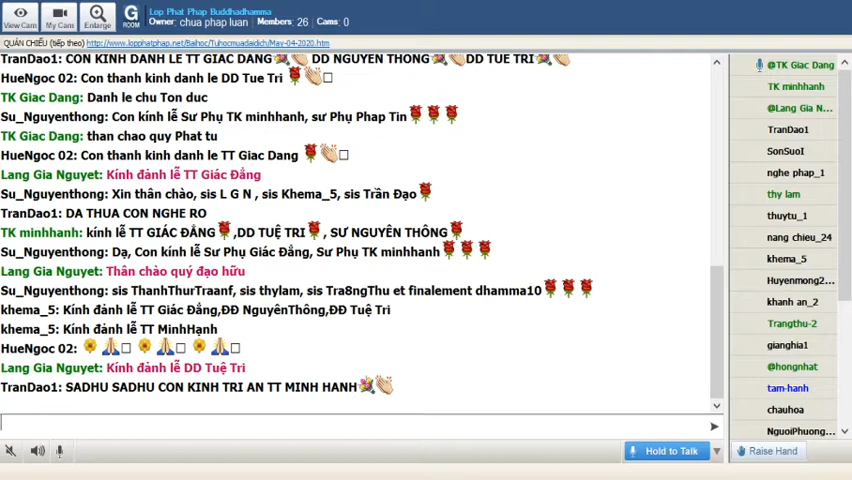 Lop Phat Phap Buddhadhamma
Owner: chua phap luan Members: 26 Cams: 0
View Cam My Cam Enlarge G ROOM
QUÁN CHIẾU (tiếp theo) http://www.lopphatphap.net/Baihoc/Tuhocmuadaidich/May-04-2020.htm
TranDao1: CON KINH DANH LE TT GIAC DANG DD NGUYEN THONG DD TUE TRI
HueNgoc 02: Con thanh kinh danh le DD Tue Tri
TK Giac Dang: Danh le chu Ton duc
Su_Nguyenthong: Con kính lễ Sư Phụ TK minhhanh, sư Phụ Phap Tin
TK Giac Dang: than chao quy Phat tu
HueNgoc 02: Con thanh kinh danh le TT Giac Dang
Lang Gia Nguyet: Kính đảnh lễ TT Giác Đẳng
Su_Nguyenthong: Xin thân chào, sis L G N , sis Khema_5, sis Trần Đạo
TranDao1: DA THUA CON NGHE RO
TK minhhanh: kính lễ TT GIÁC ĐẲNG ,DD TUỆ TRI , SƯ NGUYÊN THÔNG
Su_Nguyenthong: Dạ, Con kính lễ Sư Phụ Giác Đẳng, Sư Phụ TK minhhanh
Lang Gia Nguyet: Thân chào quý đạo hữu
Su_Nguyenthong: sis ThanhThurTraanf, sis thylam, sis Tra8ngThu et finalement dhamma10
khema_5: Kính đảnh lễ TT Giác Đẳng,ĐĐ NguyênThông,ĐĐ Tuệ Tri
khema_5: Kính đảnh lễ TT MinhHạnh
HueNgoc 02:
Lang Gia Nguyet: Kính đảnh lễ DD Tuệ Tri
TranDao1: SADHU SADHU CON KINH TRI AN TT MINH HANH
Hold to Talk
@TK Giac Dang
TK minhhanh
@Lang Gia N...
TranDao1
SonSuoI
nghe phap_1
thy lam
thuytu_1
nang chieu_24
khema_5
Huyenmong2...
khanh an_2
Trangthu-2
gianghia1
@hongnhat
tam-hanh
chauhoa
NguoiPhuong...
Raise Hand